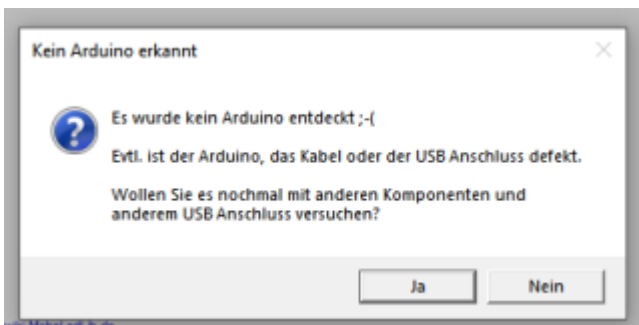 Kein Arduino erkannt
Es wurde kein Arduino entdeckt ;-(
Evtl. ist der Arduino, das Kabel oder der USB Anschluss defekt.
Wollen Sie es nochmal mit anderen Komponenten und
anderem USB Anschluss versuchen?
Ja
Nein